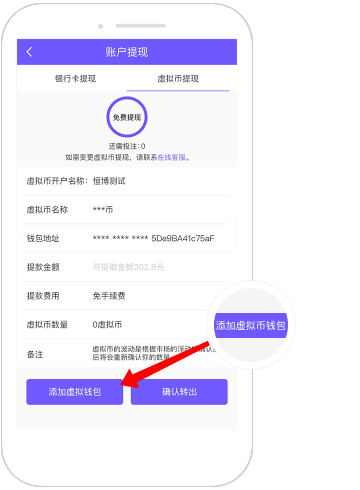 账户提现
银行卡提现 虚拟币提现
免费提现
还需投注: 0
如需变更虚拟币提现，请联系在线客服。
虚拟币开户名称: 恒博测试
虚拟币名称 ***币
钱包地址 **** **** **** 5De9BA41c75aF
提款金额 可提取金额202.8元
提款费用 免手续费
虚拟币数量 0虚拟币
添加虚拟币钱包
备注 虚拟币的波动是根据市场的浮动
后将会重新确认你的数量
添加虚拟钱包 确认转出